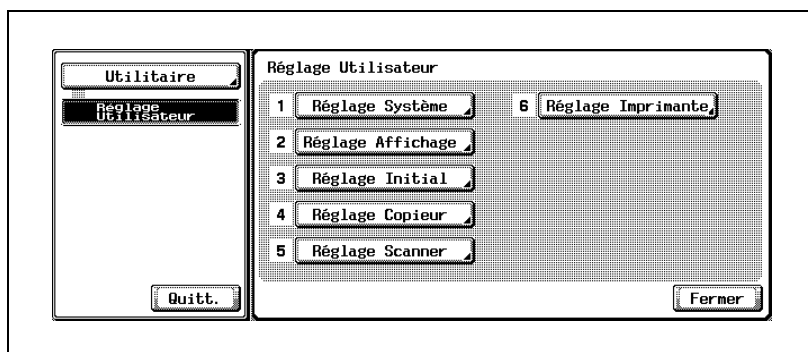 Utilitaire
Réglage
Utilisateur
Quitt.
Réglage Utilisateur
1 Réglage Système
2 Réglage Affichage
3 Réglage Initial
4 Réglage Copieur
5 Réglage Scanner
6 Réglage Imprimante
Fermer